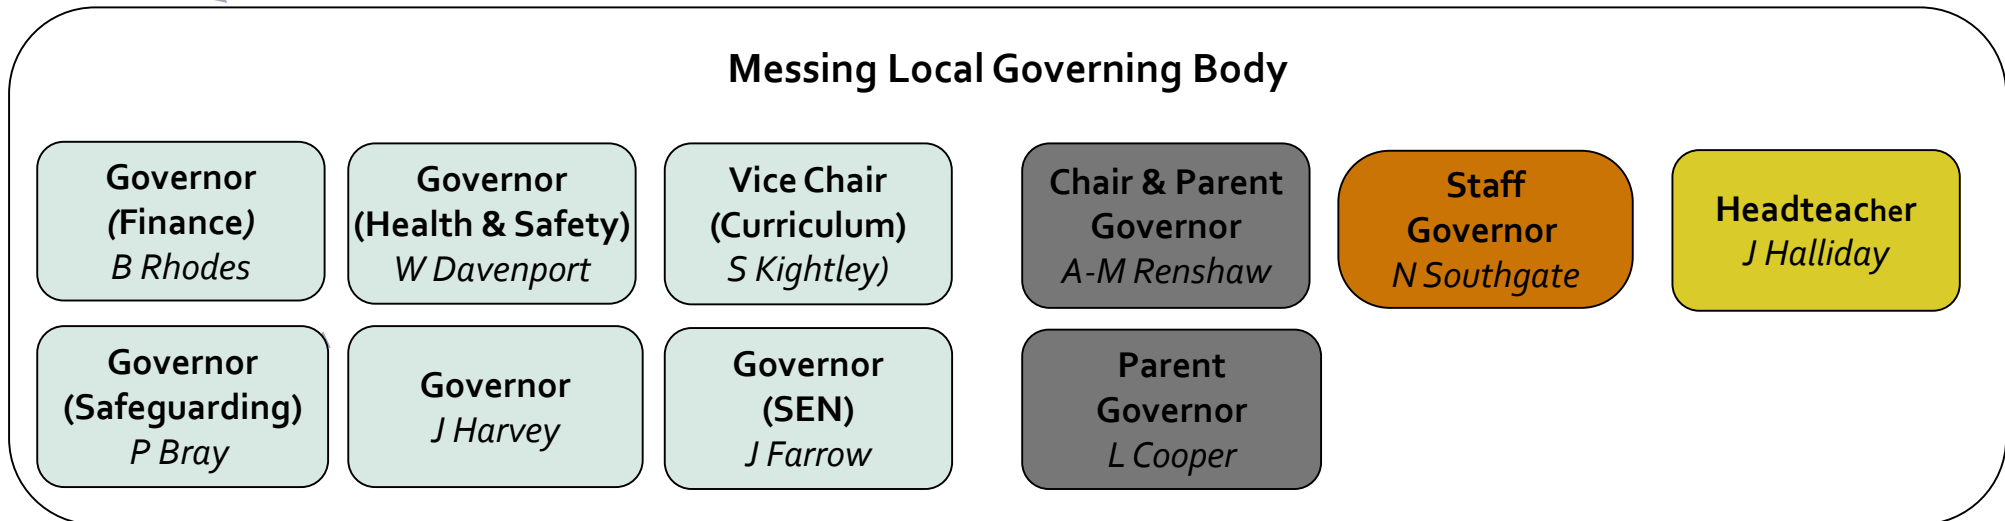 Messing Local Governing Body
Governor
(Finance)
B Rhodes
Governor
(Health & Safety)
W Davenport
Vice Chair
(Curriculum)
S Kightley)
Chair & Parent
Governor
A-M Renshaw
Staff
Governor
N Southgate
Headteacher
J Halliday
Governor
(Safeguarding)
P Bray
Governor
J Harvey
Governor
(SEN)
J Farrow
Parent
Governor
L Cooper